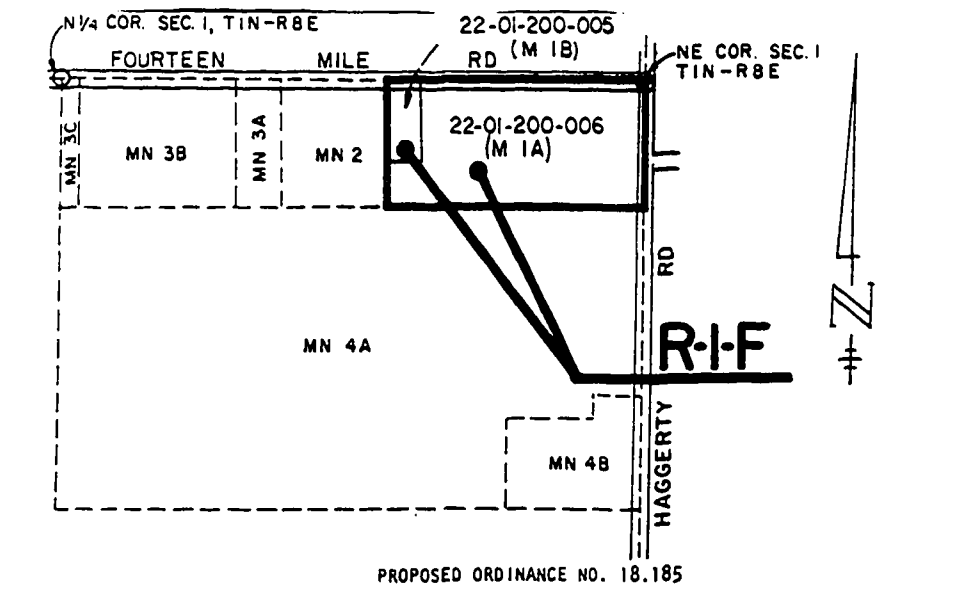 N 1/4 COR. SEC. 1, T1N-R8E
22-01-200-005
(M 1B)
FOURTEEN MILE RD
NE COR. SEC. 1
T1N-R8E
MN 3C
MN 3B
MN 3A
MN 2
22-01-200-006
(M 1A)
RD
N
MN 4A
R-1-F
HAGGERTY
MN 4B
PROPOSED ORDINANCE NO. 18.185